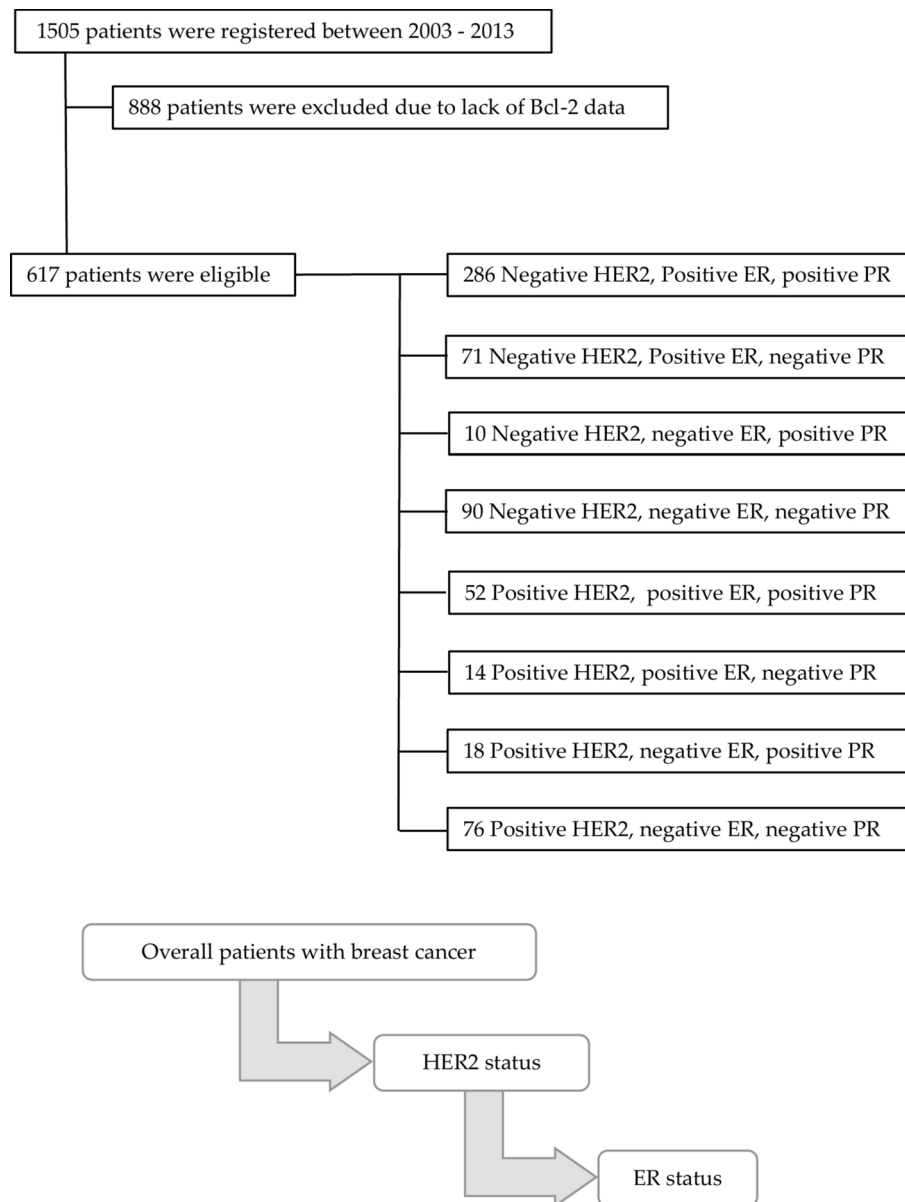 1505 patients were registered between 2003 - 2013
888 patients were excluded due to lack of Bcl-2 data
617 patients were eligible
286 Negative HER2, Positive ER, positive PR
71 Negative HER2, Positive ER, negative PR
10 Negative HER2, negative ER, positive PR
90 Negative HER2, negative ER, negative PR
52 Positive HER2, positive ER, positive PR
14 Positive HER2, positive ER, negative PR
18 Positive HER2, negative ER, positive PR
76 Positive HER2, negative ER, negative PR
Overall patients with breast cancer
HER2 status
ER status